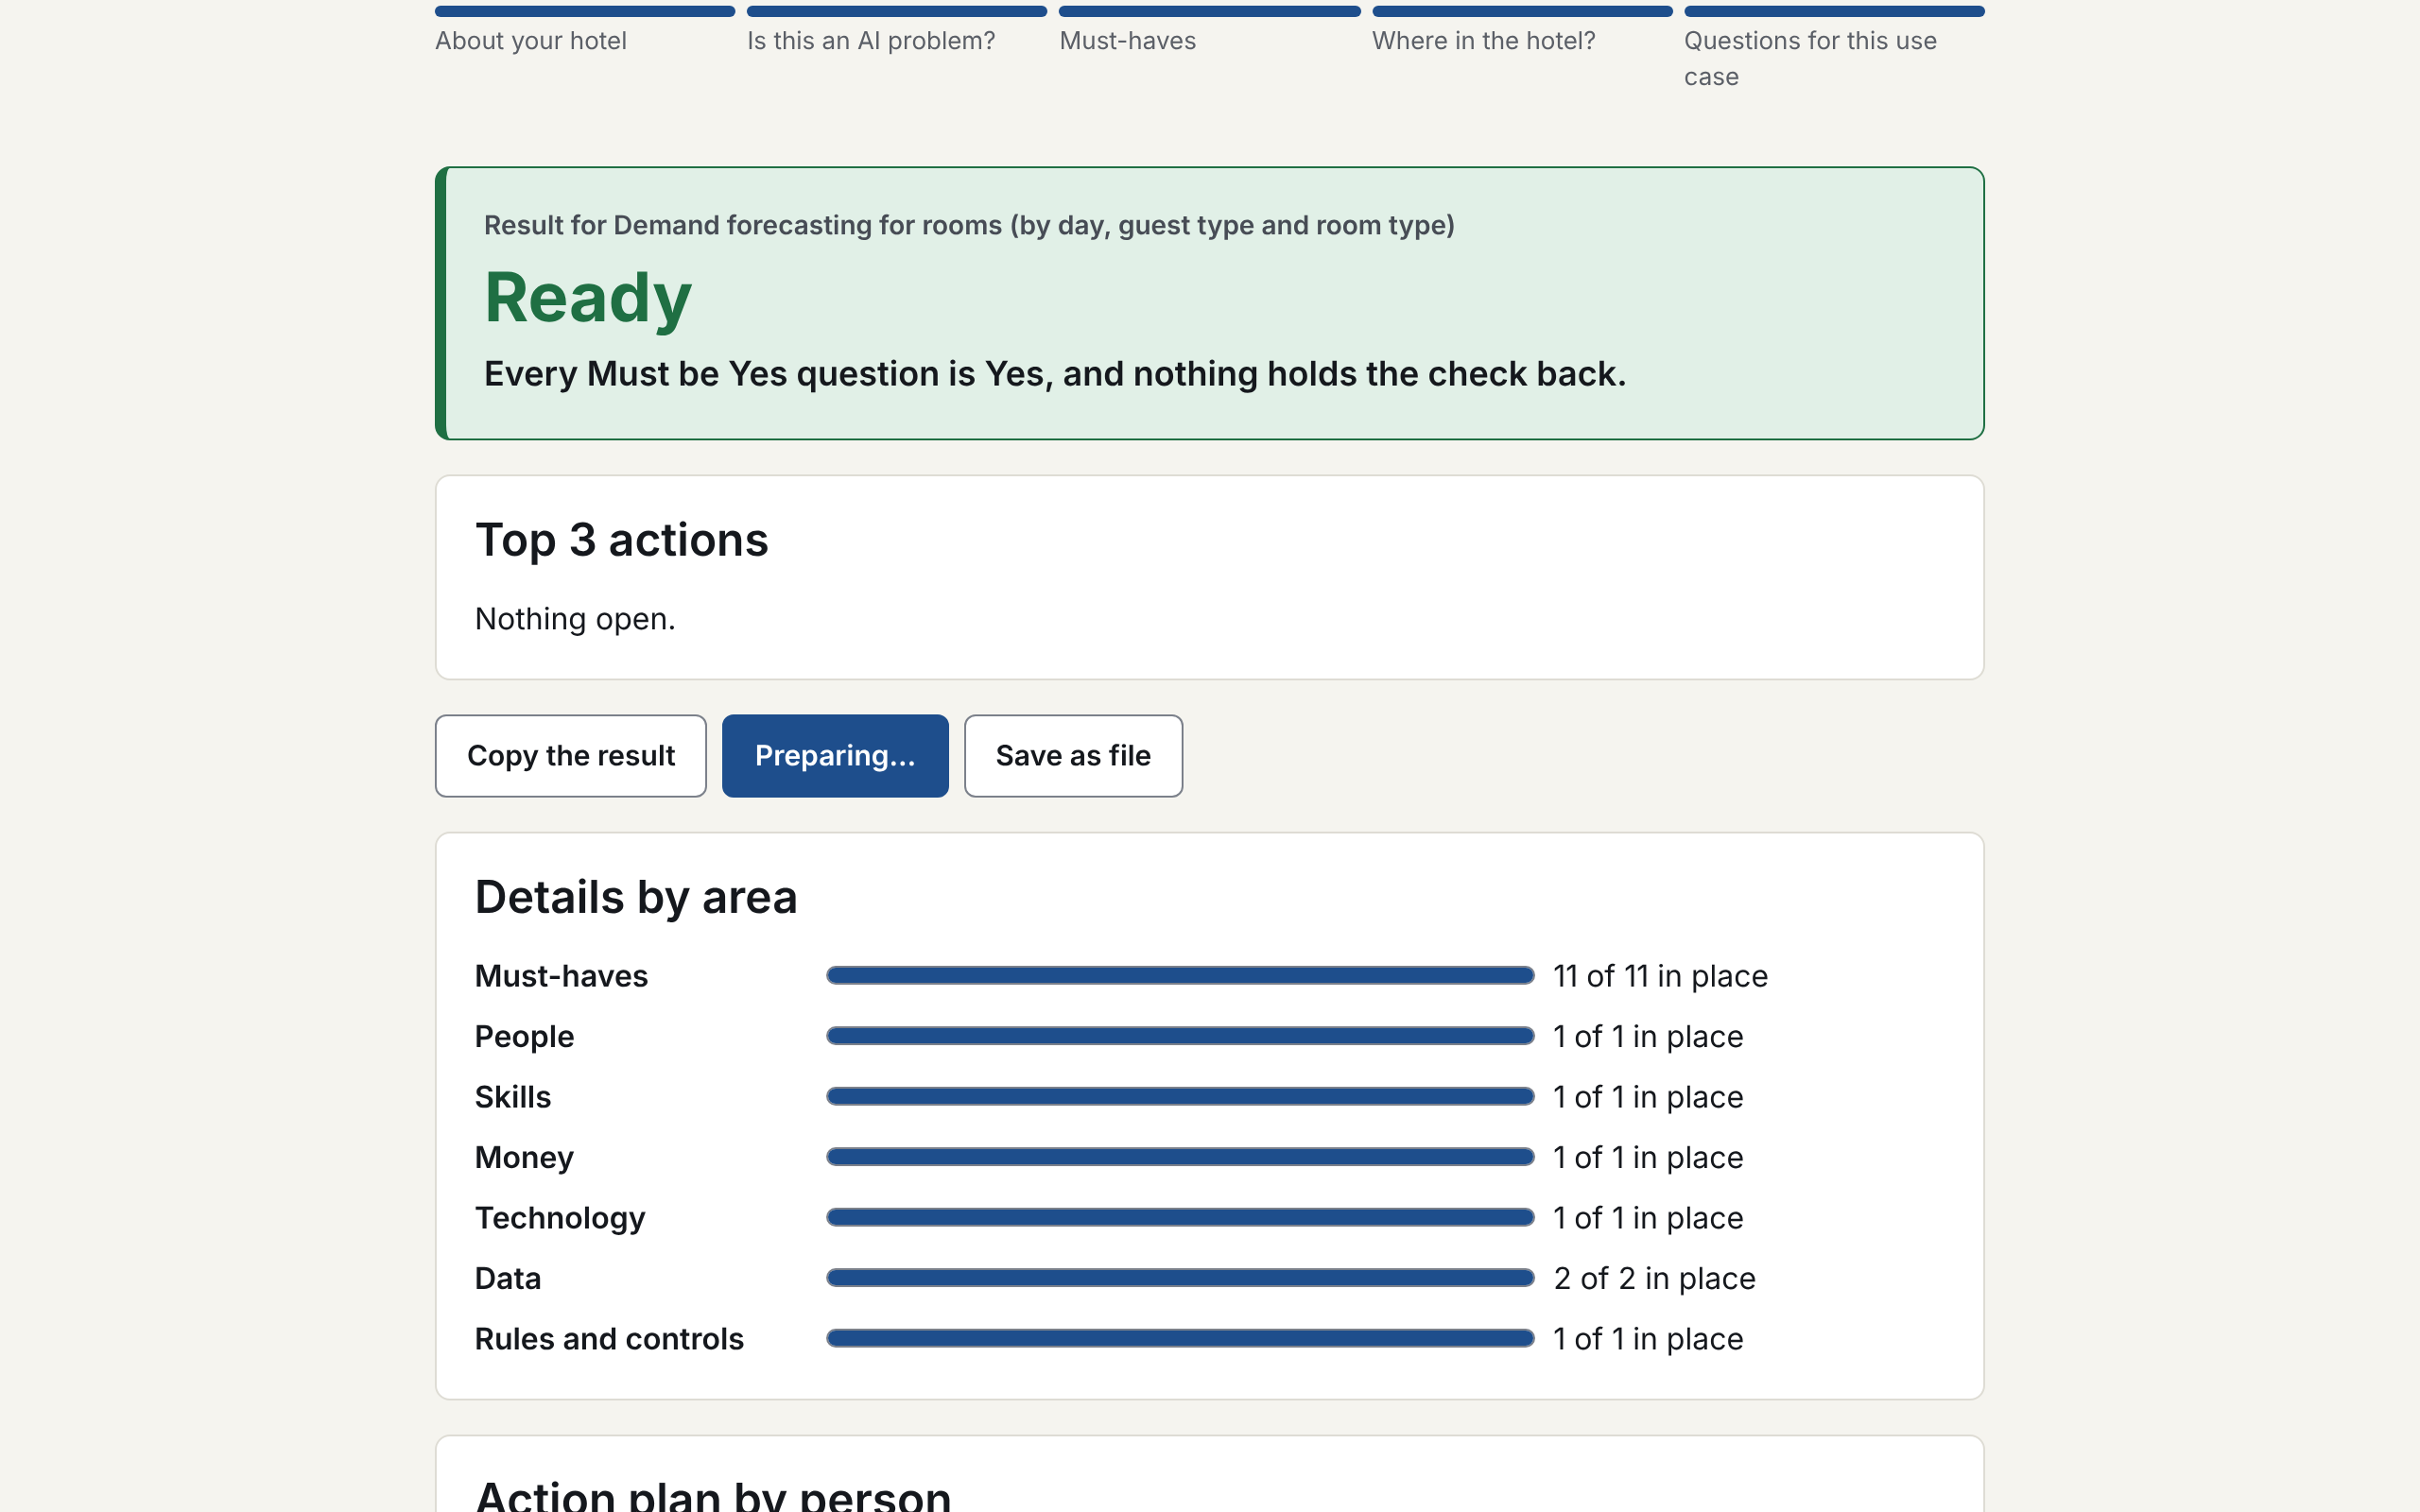 About your hotel
Is this an AI problem?
Must-haves
Where in the hotel?
Questions for this use
case
Result for Demand forecasting for rooms (by day, guest type and room type)
Ready
Every Must be Yes question is Yes, and nothing holds the check back.
Top 3 actions
Nothing open.
Copy the result
Preparing...
Save as file
Details by area
Must-haves 11 of 11 in place
People 1 of 1 in place
Skills 1 of 1 in place
Money 1 of 1 in place
Technology 1 of 1 in place
Data 2 of 2 in place
Rules and controls 1 of 1 in place
Action plan by person